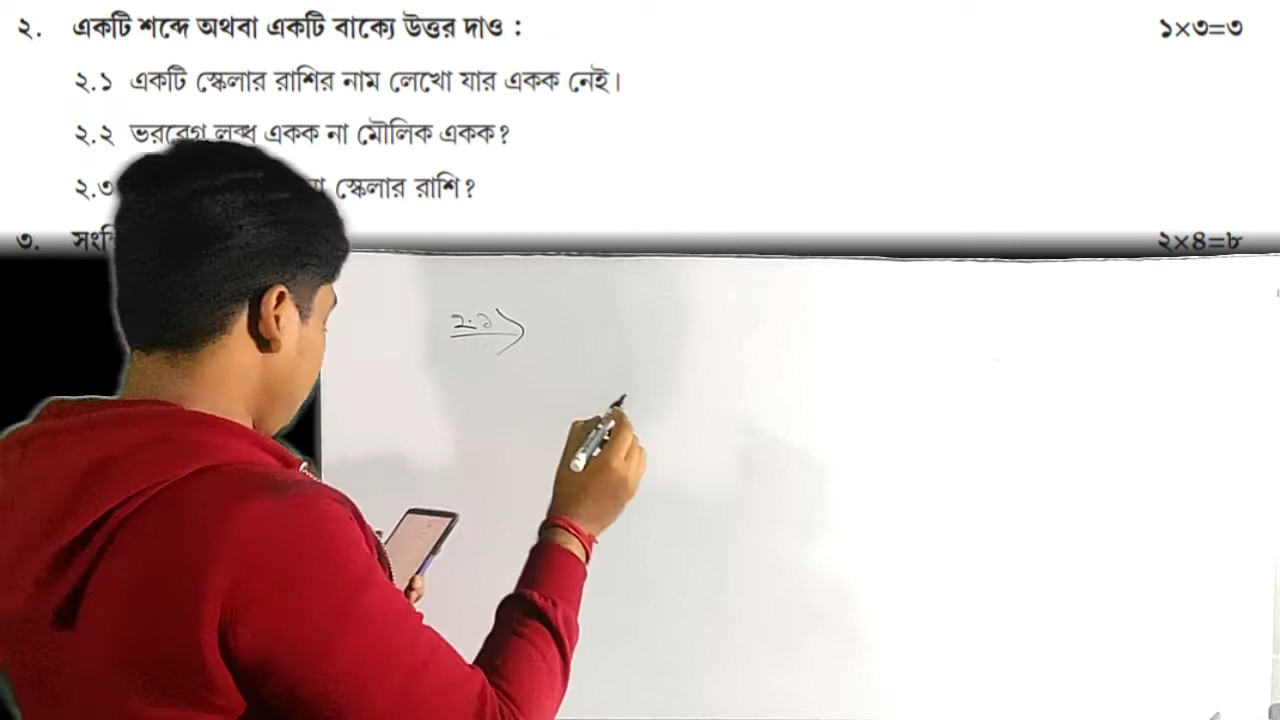 ২. একটি শব্দে অথবা একটি বাক্যে উত্তর দাও : ১×৩=৩
২.১ একটি স্কেলার রাশির নাম লেখো যার একক নেই।
২.২ ভরবেগ লব্ধ একক না মৌলিক একক?
২.৩ না স্কেলার রাশি?
৩. ২×৪=৮
২.১